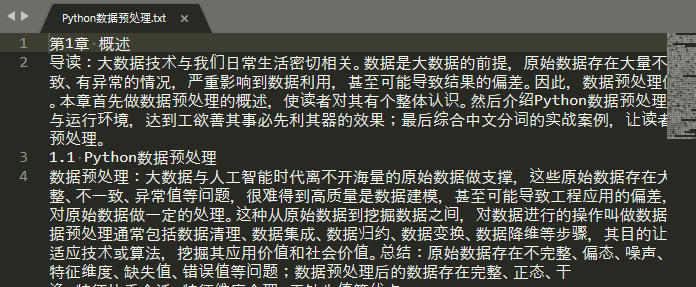 Python数据预处理.txt
1 第1章 概述
2 导读：大数据技术与我们日常生活密切相关。数据是大数据的前提，原始数据存在大量不
致、有异常的情况，严重影响到数据利用，甚至可能导致结果的偏差。因此，数据预处理
。本章首先做数据预处理的概述，使读者对其有个整体认识。然后介绍Python数据预处理
与运行环境，达到工欲善其事必先利其器的效果；最后综合中文分词的实战案例，让读者
预处理。
3 1.1 Python数据预处理
4 数据预处理：大数据与人工智能时代离不开海量的原始数据做支撑，这些原始数据存在大
整、不一致、异常值等问题，很难得到高质量是数据建模，甚至可能导致工程应用的偏差，
对原始数据做一定的处理。这种从原始数据到挖掘数据之间，对数据进行的操作叫做数据
据预处理通常包括数据清理、数据集成、数据归约、数据变换、数据降维等步骤，其目的让
适应技术或算法，挖掘其应用价值和社会价值。总结：原始数据存在不完整、偏态、噪声、
特征维度、缺失值、错误值等问题；数据预处理后的数据存在完整、正态、干